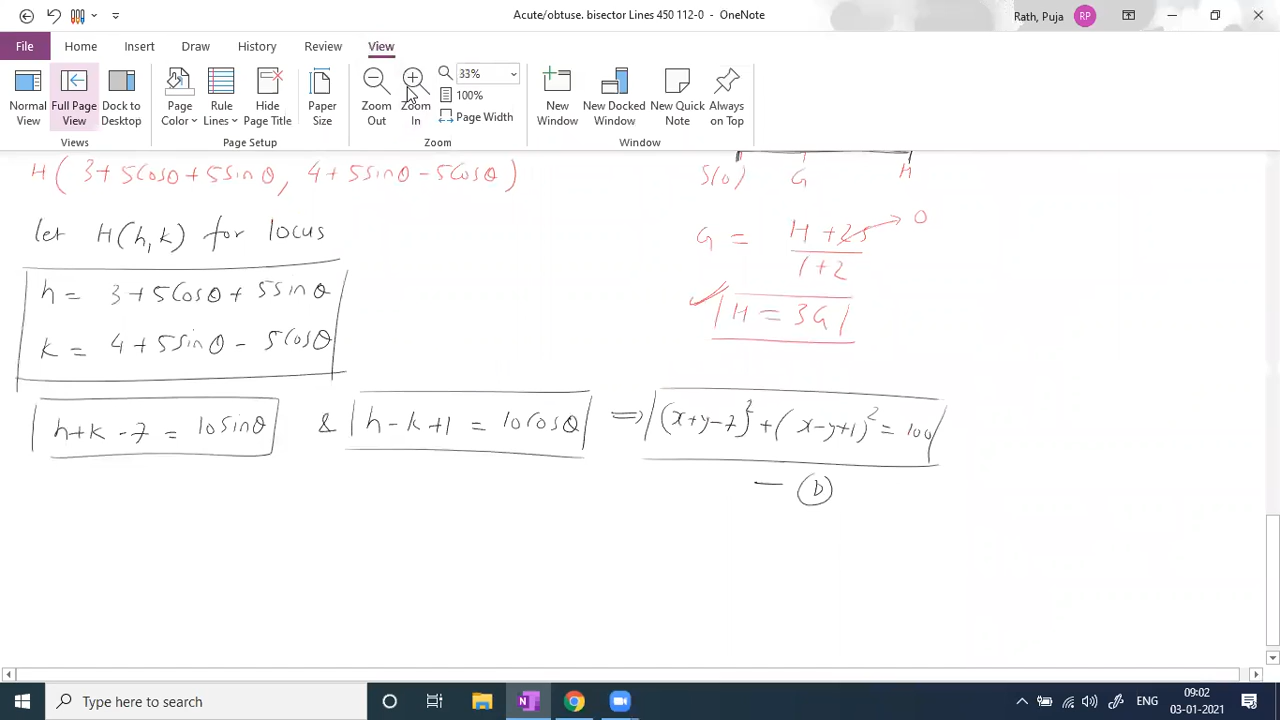 Acute/obtuse. bisector Lines 450 112-0 - OneNote
Rath, Puja
RP
File Home Insert Draw History Review View
33%
100%
Page Width
Normal View
Full Page View
Dock to Desktop
Page Color
Rule Lines
Hide Page Title
Paper Size
Zoom Out
Zoom In
New Window
New Docked Window
New Quick Note
Always on Top
Views Page Setup Zoom Window
H( 3+5cosθ+5sinθ, 4+5sinθ-5cosθ)
S(0) G H
let H(h,k) for locus
G = (H+2S)/(1+2) → 0
h = 3+5cosθ+5sinθ
✓ H = 3G
k = 4+5sinθ-5cosθ
h+k-7 = 10sinθ & h-k+1 = 10cosθ ⇒ (x+y-7)²+(x-y+1)²=100
— (b)
Type here to search
ENG
09:02
03-01-2021